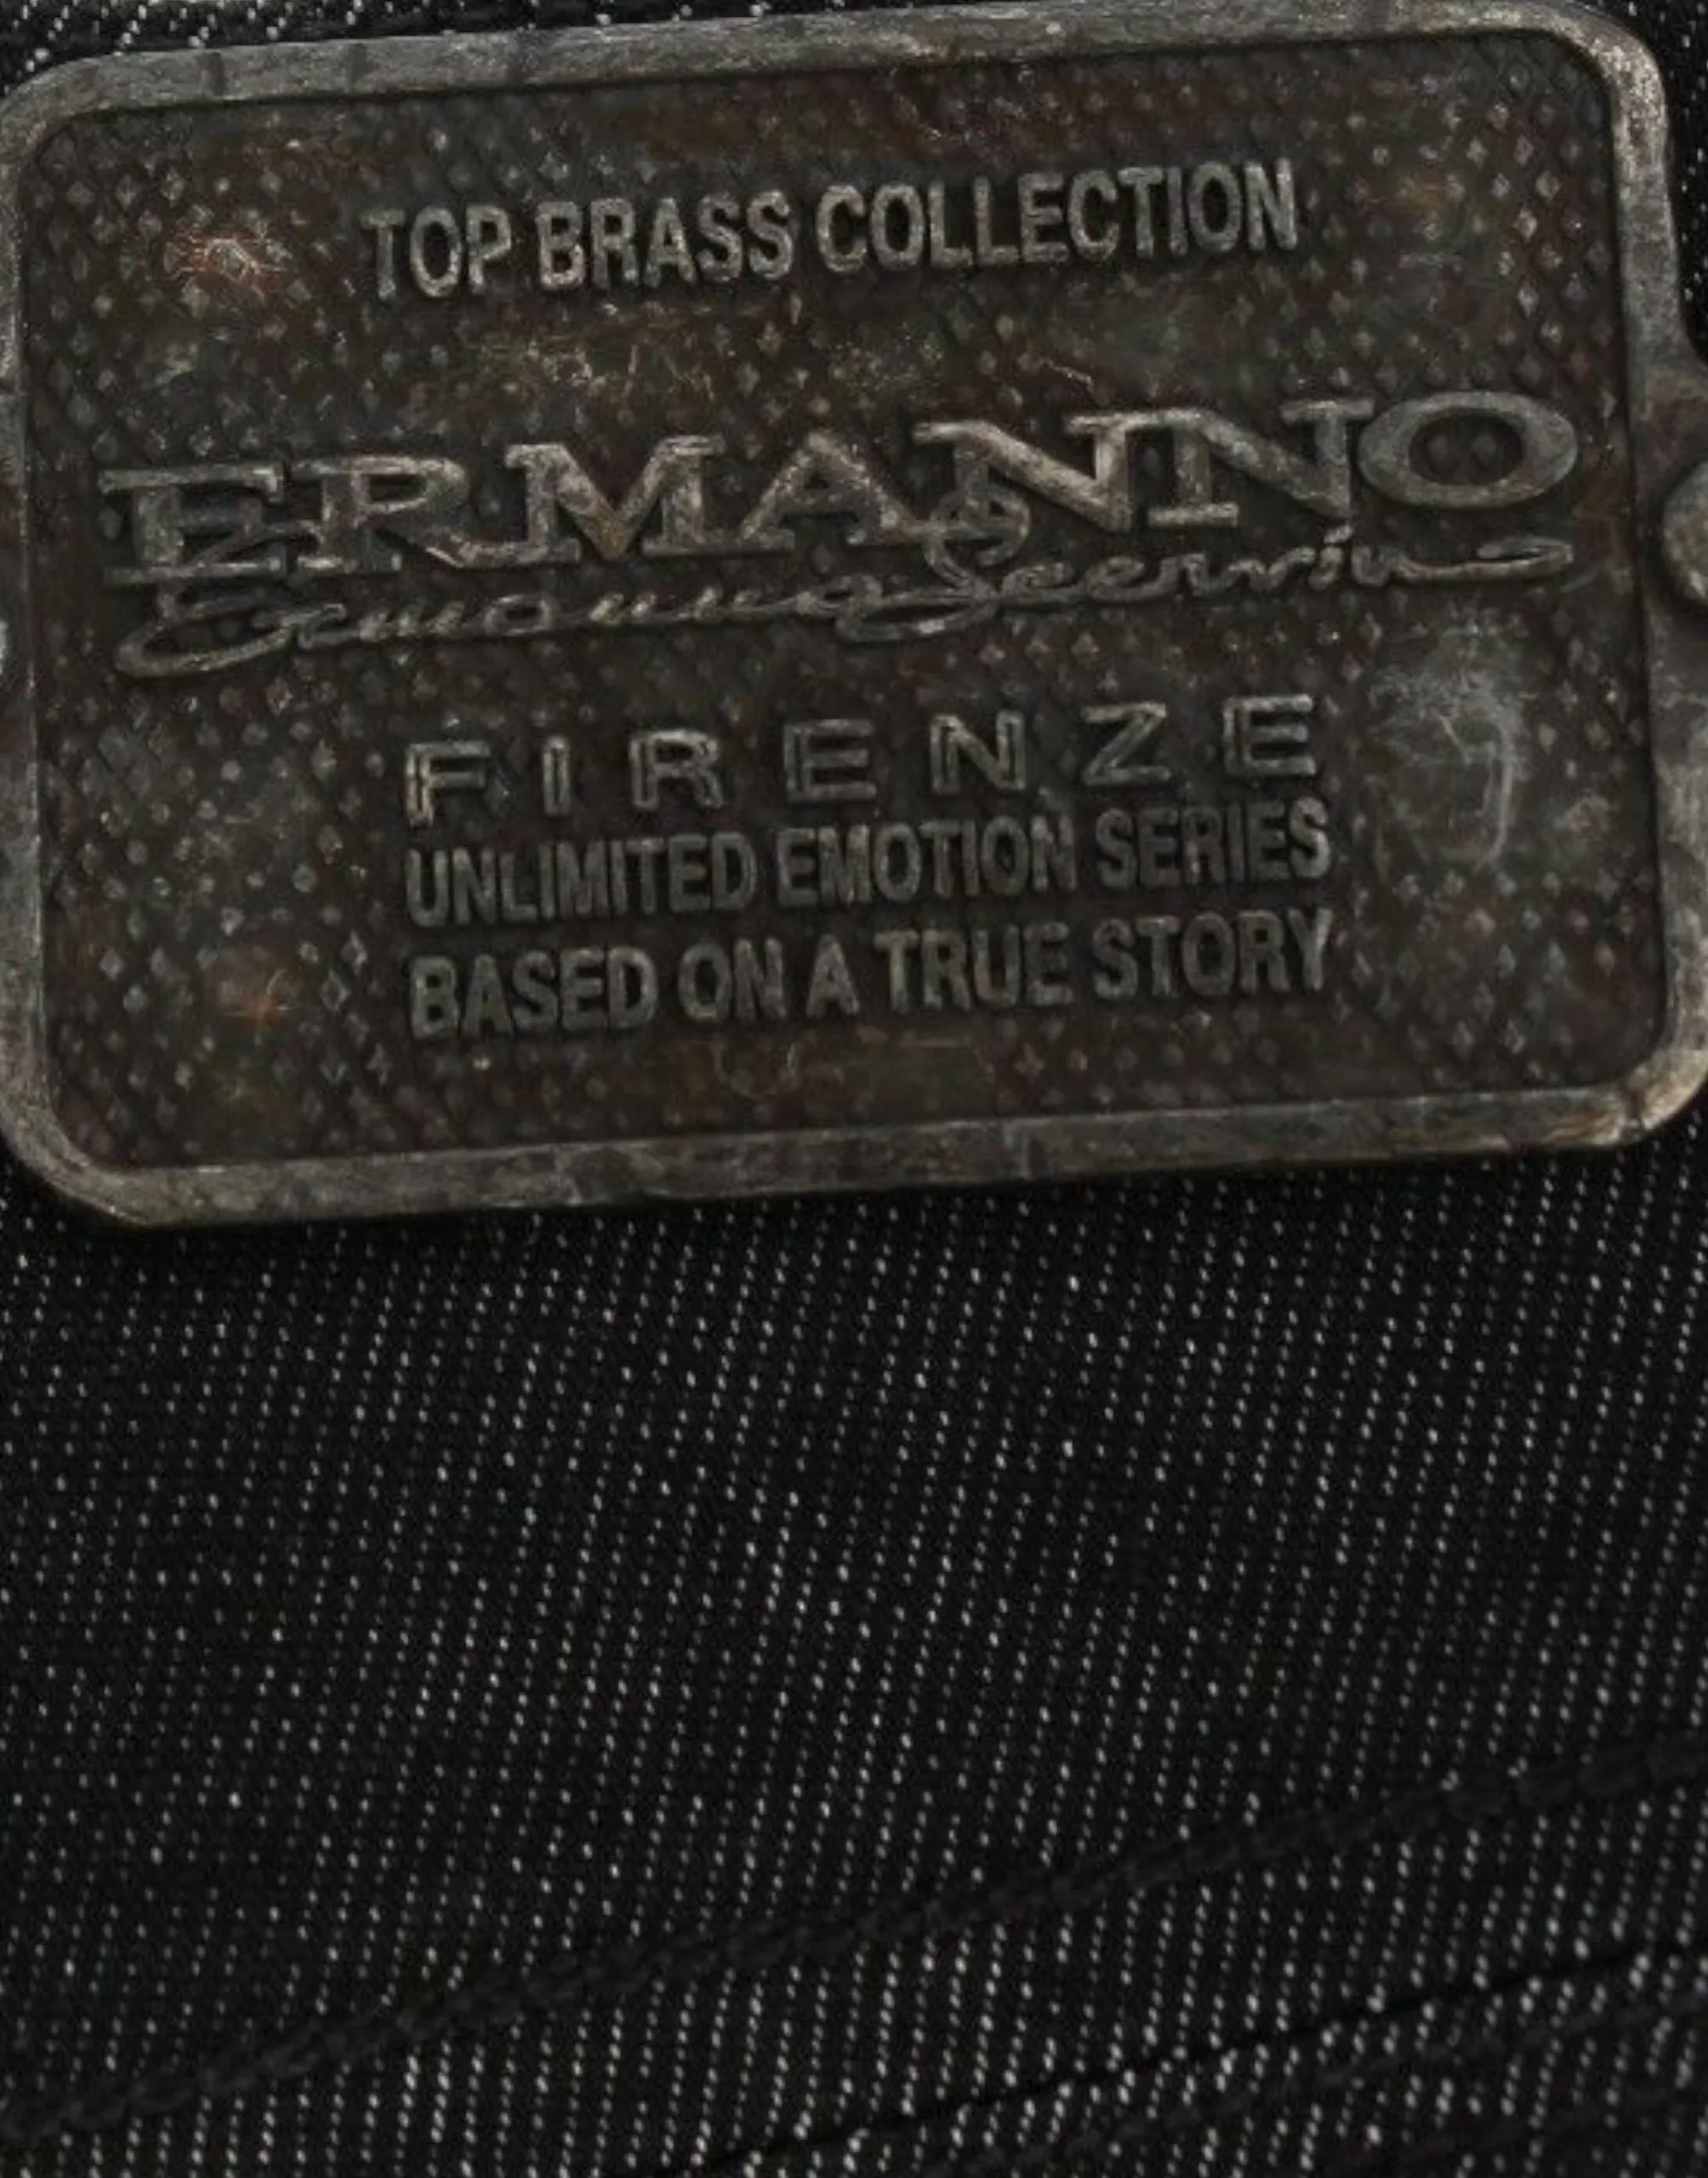 TOP BRASS COLLECTION
ERMANNO
Ermanno Scervino
FIRENZE
UNLIMITED EMOTION SERIES
BASED ON A TRUE STORY